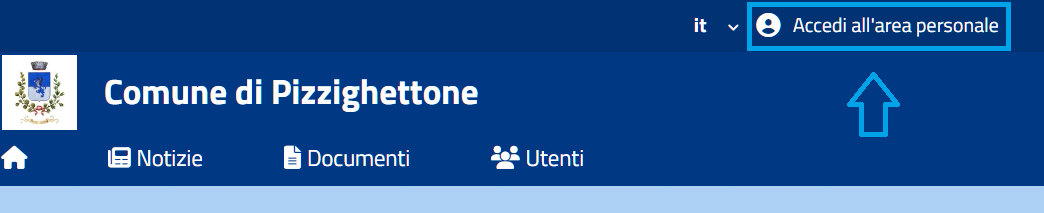 it
Accedi all'area personale
Comune di Pizzighettone
Notizie
Documenti
Utenti